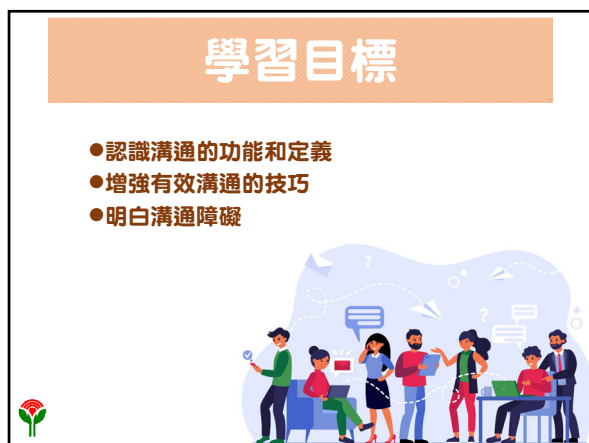 學習目標
●認識溝通的功能和定義
●增強有效溝通的技巧
●明白溝通障礙